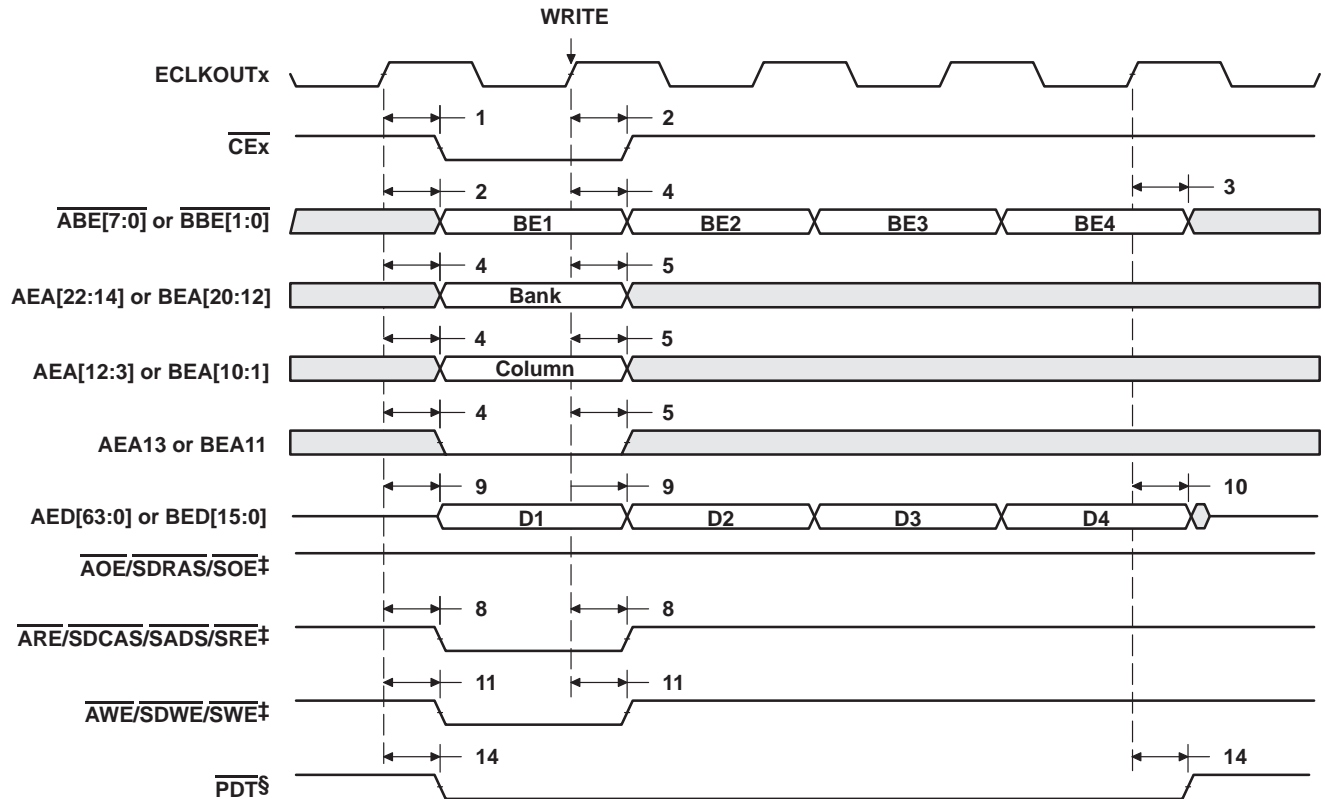 WRITE
ECLKOUTx
1 2
CEx
2 4 3
ABE[7:0] or BBE[1:0] BE1 BE2 BE3 BE4
4 5
AEA[22:14] or BEA[20:12] Bank
4 5
AEA[12:3] or BEA[10:1] Column
4 5
AEA13 or BEA11
9 9 10
AED[63:0] or BED[15:0] D1 D2 D3 D4
AOE/SDRAS/SOE‡
8 8
ARE/SDCAS/SADS/SRE‡
11 11
AWE/SDWE/SWE‡
14 14
PDT§